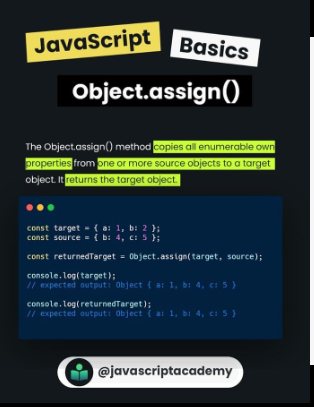 JavaScript
Basics
Object.assign()
The Object.assign() method copies all enumerable own
properties from one or more source objects to a target
object. It returns the target object.
const target = { a: 1, b: 2 };
const source = { b: 4, c: 5 };
const returnedTarget = Object.assign(target, source);
console.log(target);
// expected output: Object { a: 1, b: 4, c: 5 }
console.log(returnedTarget);
// expected output: Object { a: 1, b: 4, c: 5 }
@javascriptacademy